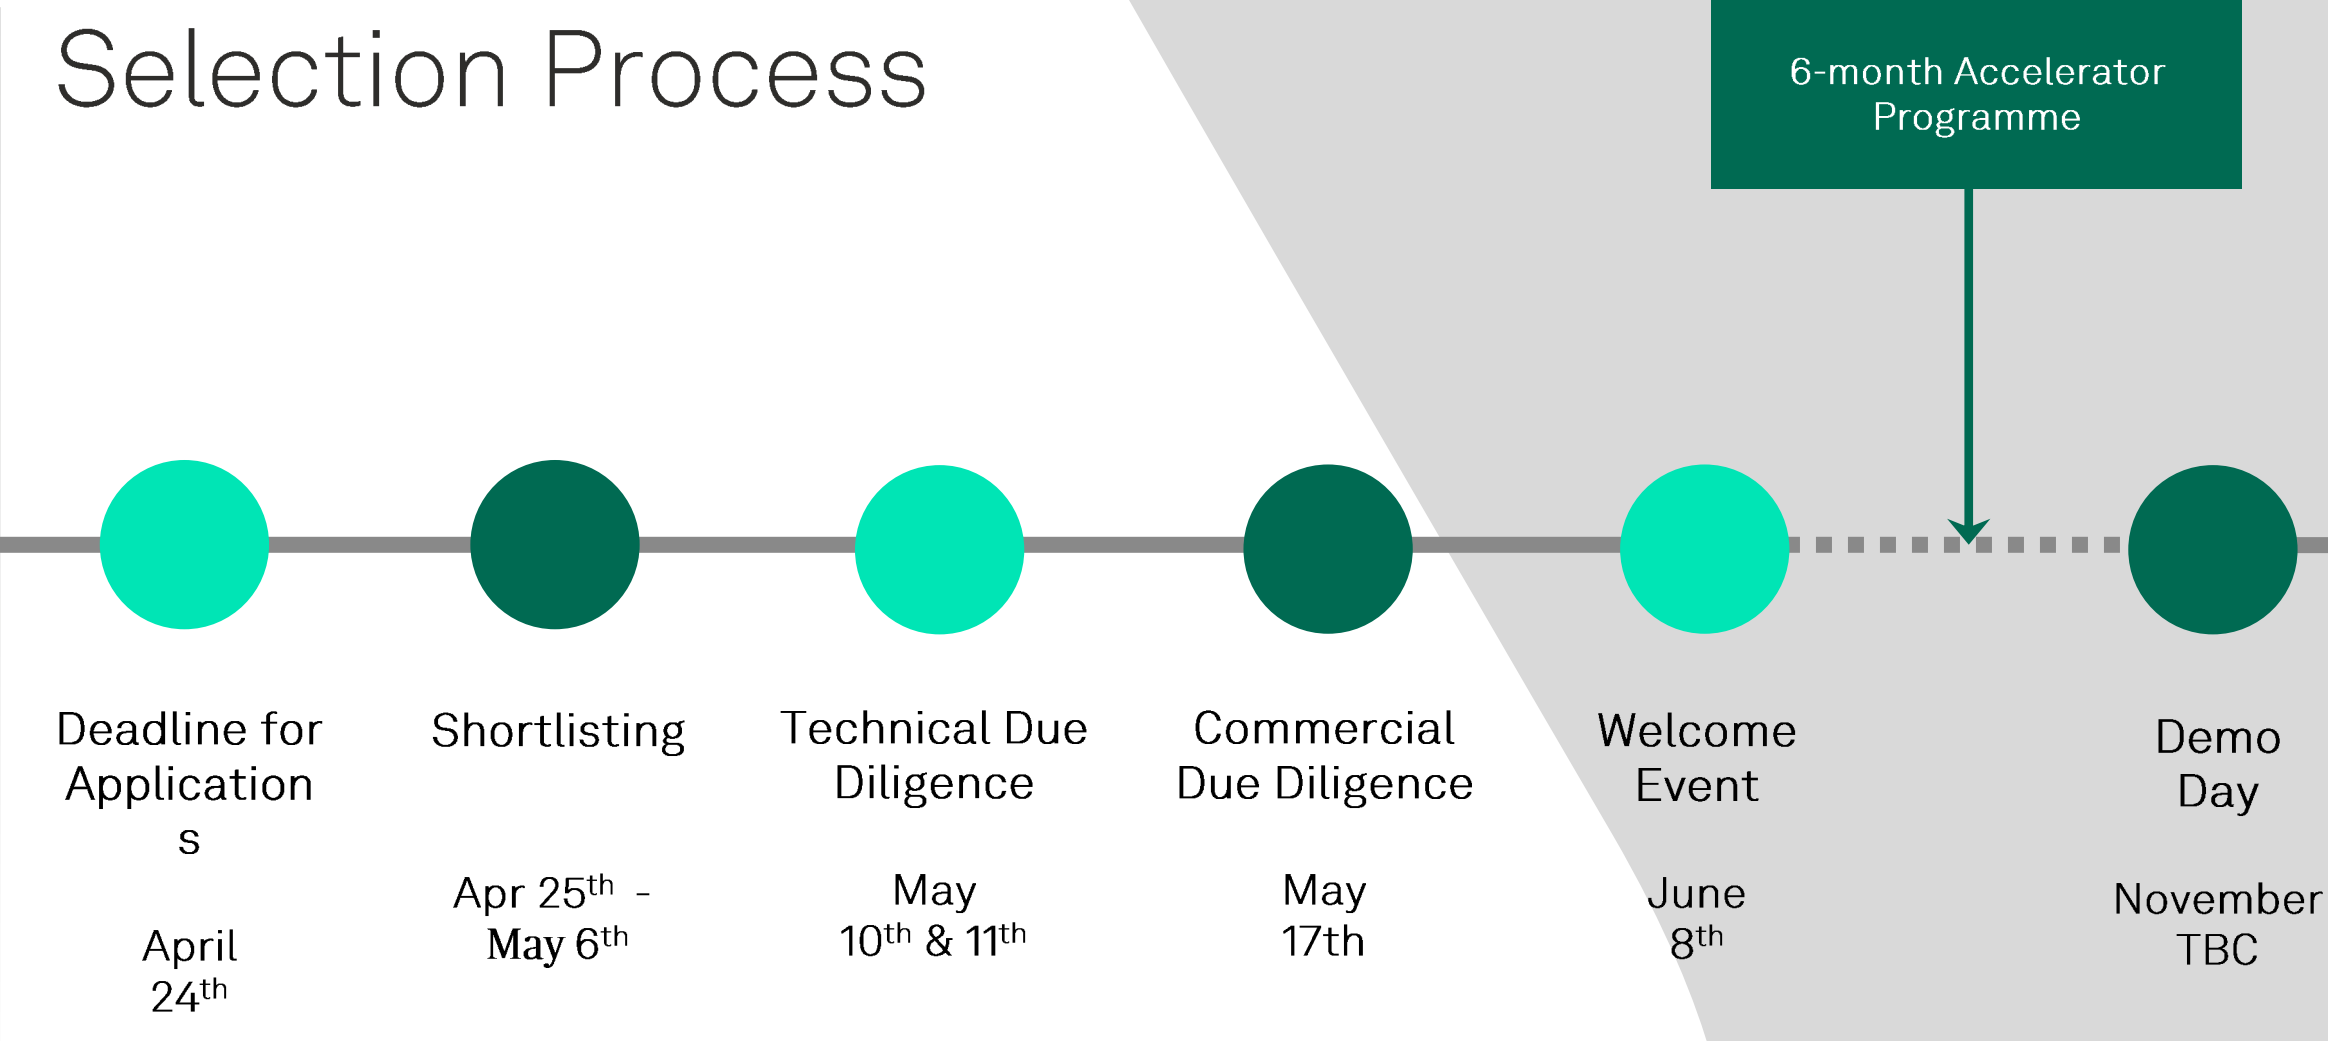 Selection Process
6-month Accelerator
Programme
Deadline for
Application
s
April
24th
Shortlisting
Apr 25th -
May 6th
Technical Due
Diligence
May
10th & 11th
Commercial
Due Diligence
May
17th
Welcome
Event
June
8th
Demo
Day
November
TBC